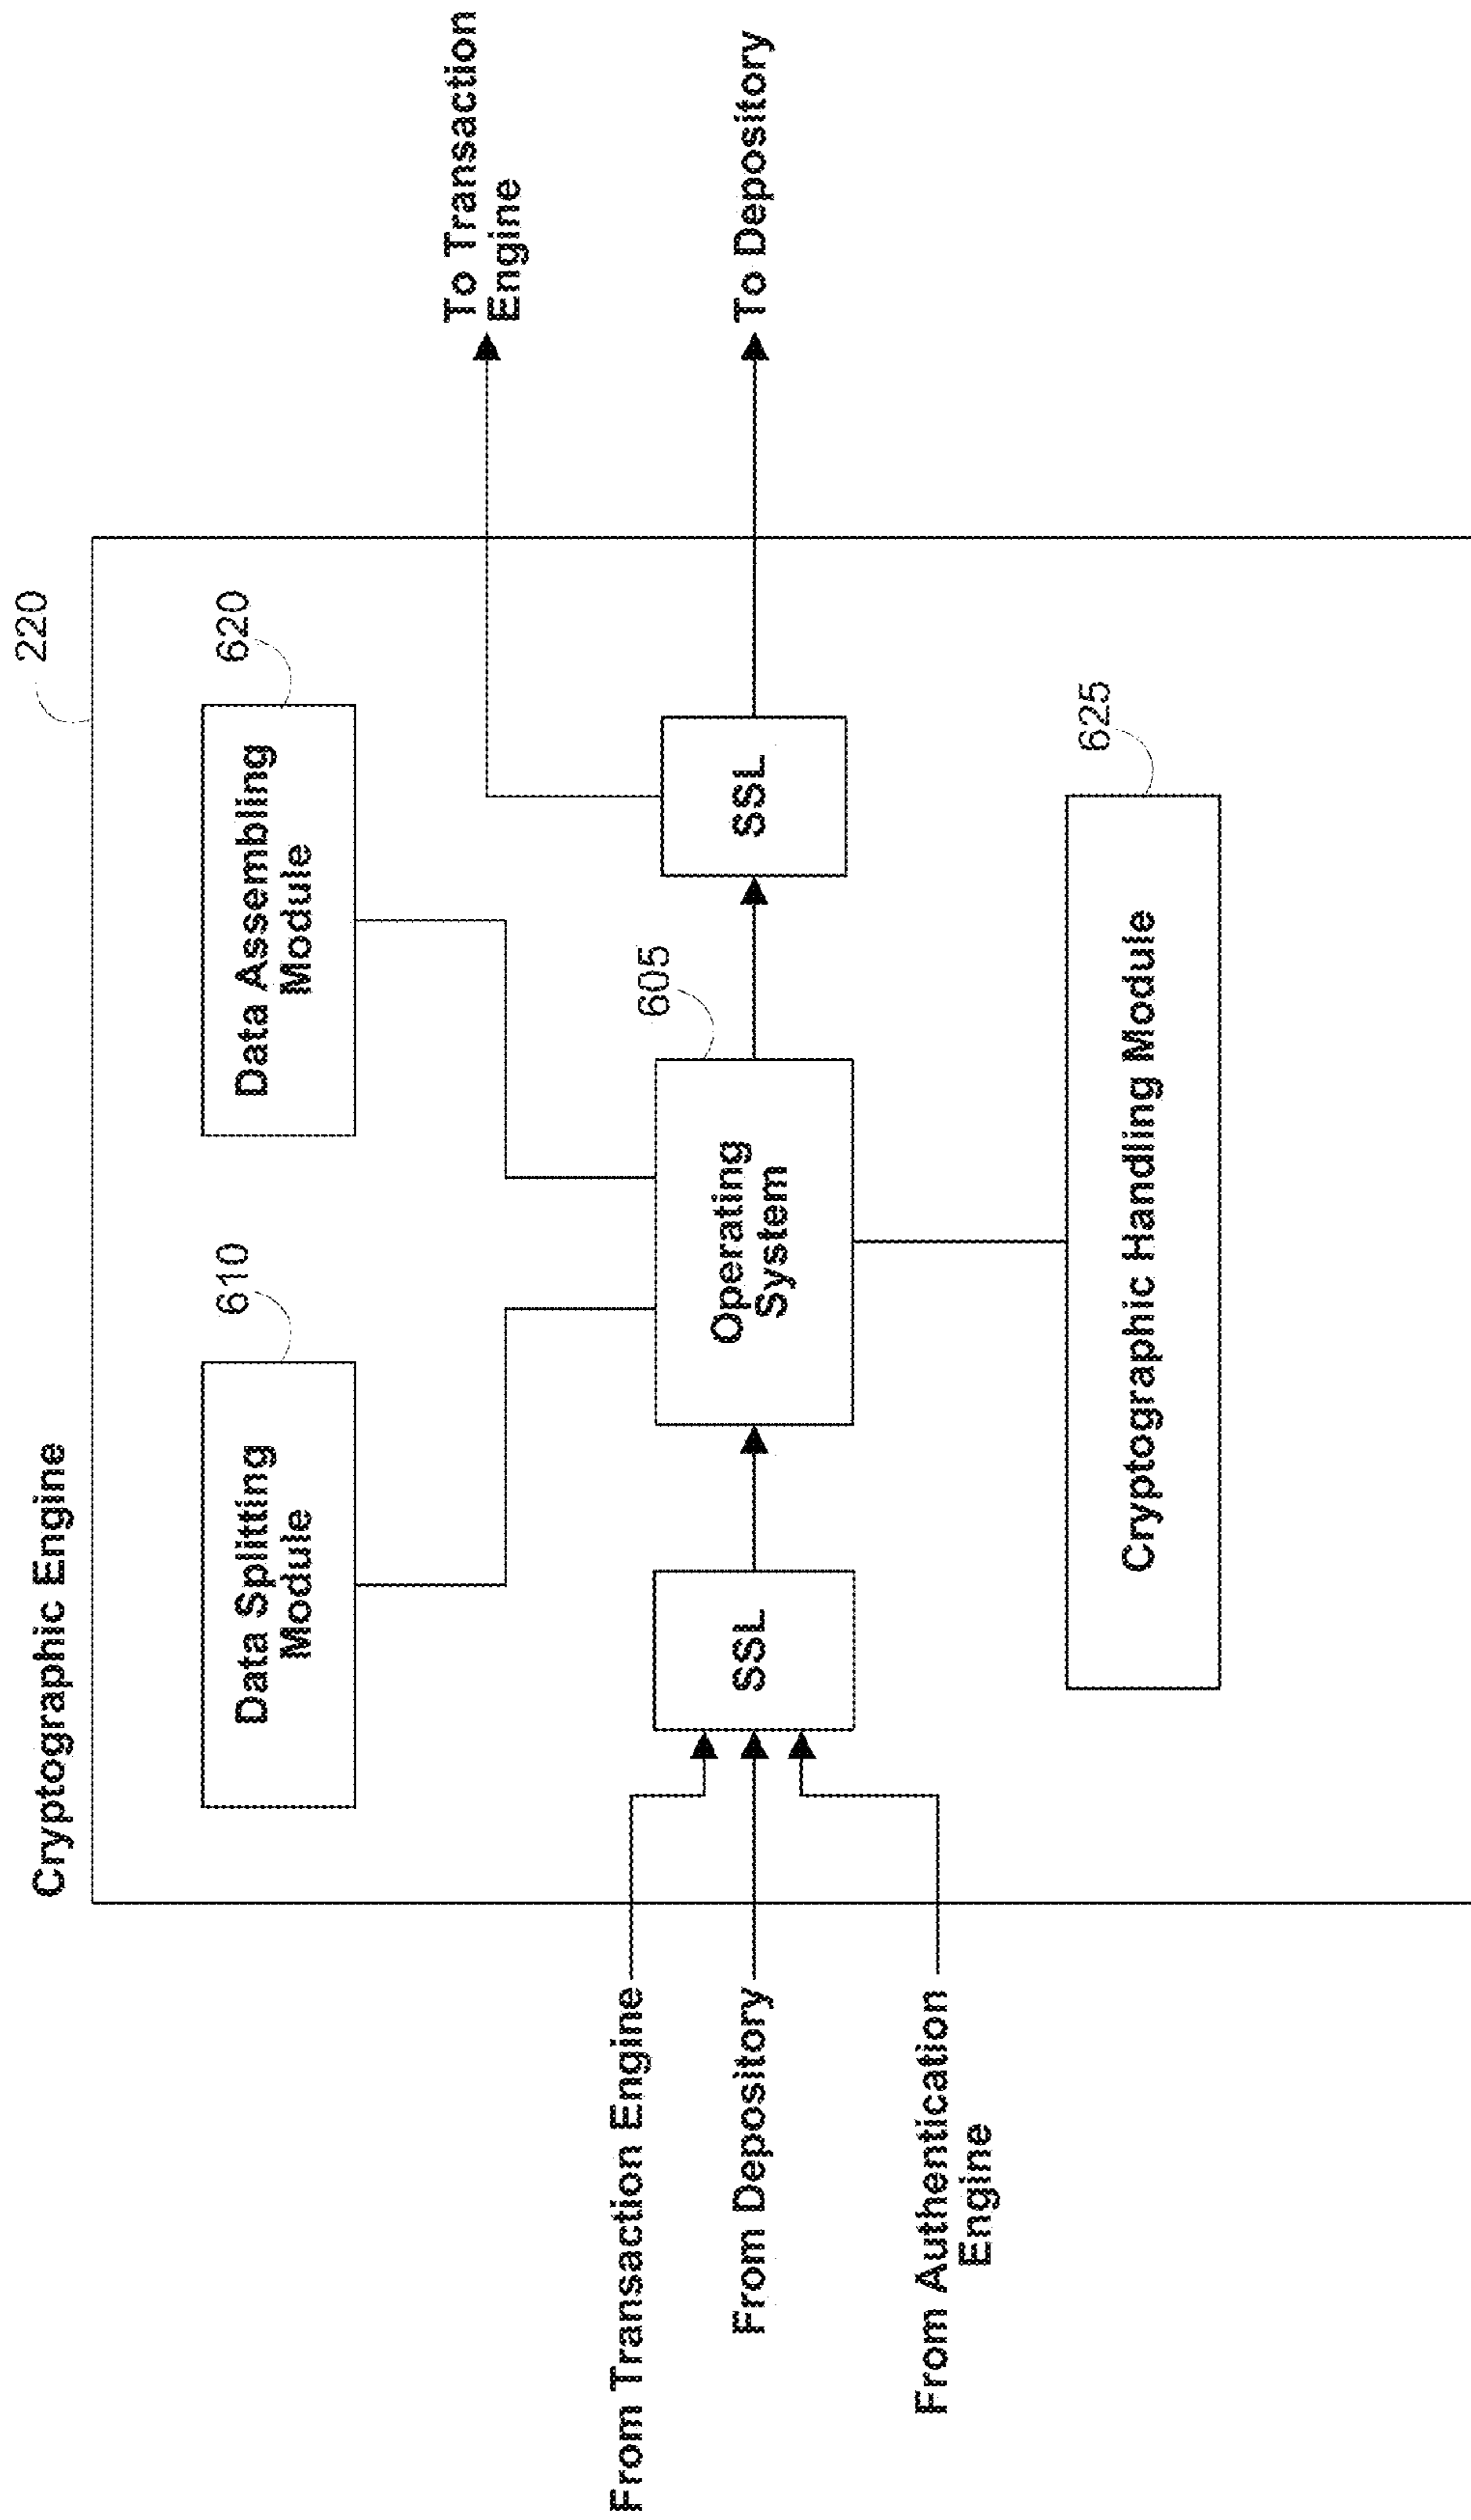 Cryptographic Engine
220
Data Splitting
Module
610
Data Assembling
Module
620
To Transaction
Engine
From Transaction Engine
From Depository
From Authentication
Engine
SSL
Operating
System
605
SSL
To Depository
Cryptographic Handling Module
625